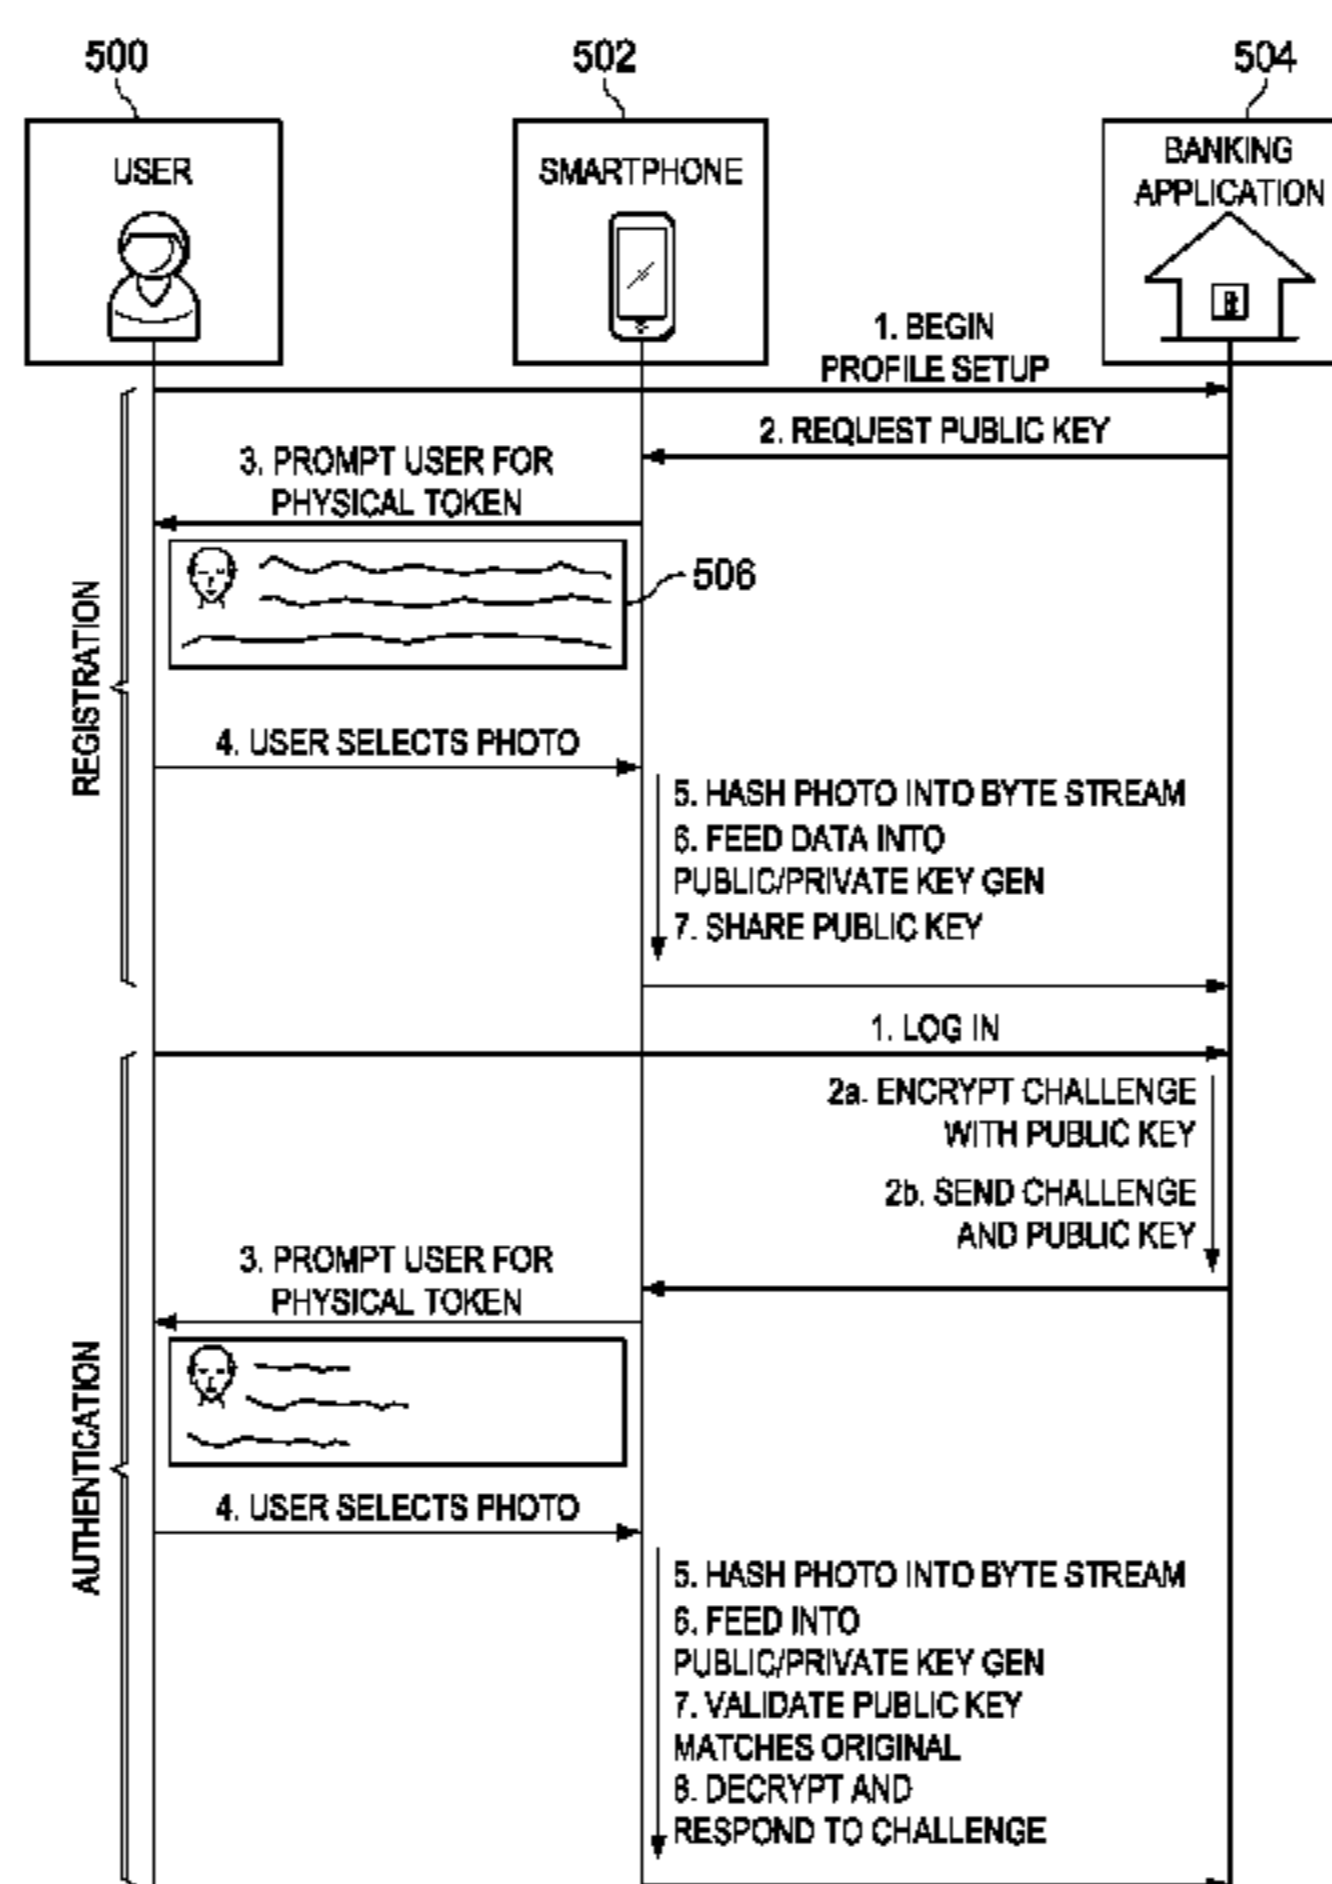 500
502
504
USER
SMARTPHONE
BANKING
APPLICATION
1. BEGIN
PROFILE SETUP
2. REQUEST PUBLIC KEY
3. PROMPT USER FOR
PHYSICAL TOKEN
506
REGISTRATION
4. USER SELECTS PHOTO
5. HASH PHOTO INTO BYTE STREAM
6. FEED DATA INTO
PUBLIC/PRIVATE KEY GEN
7. SHARE PUBLIC KEY
1. LOG IN
2a. ENCRYPT CHALLENGE
WITH PUBLIC KEY
2b. SEND CHALLENGE
AND PUBLIC KEY
3. PROMPT USER FOR
PHYSICAL TOKEN
AUTHENTICATION
4. USER SELECTS PHOTO
5. HASH PHOTO INTO BYTE STREAM
6. FEED INTO
PUBLIC/PRIVATE KEY GEN
7. VALIDATE PUBLIC KEY
MATCHES ORIGINAL
8. DECRYPT AND
RESPOND TO CHALLENGE